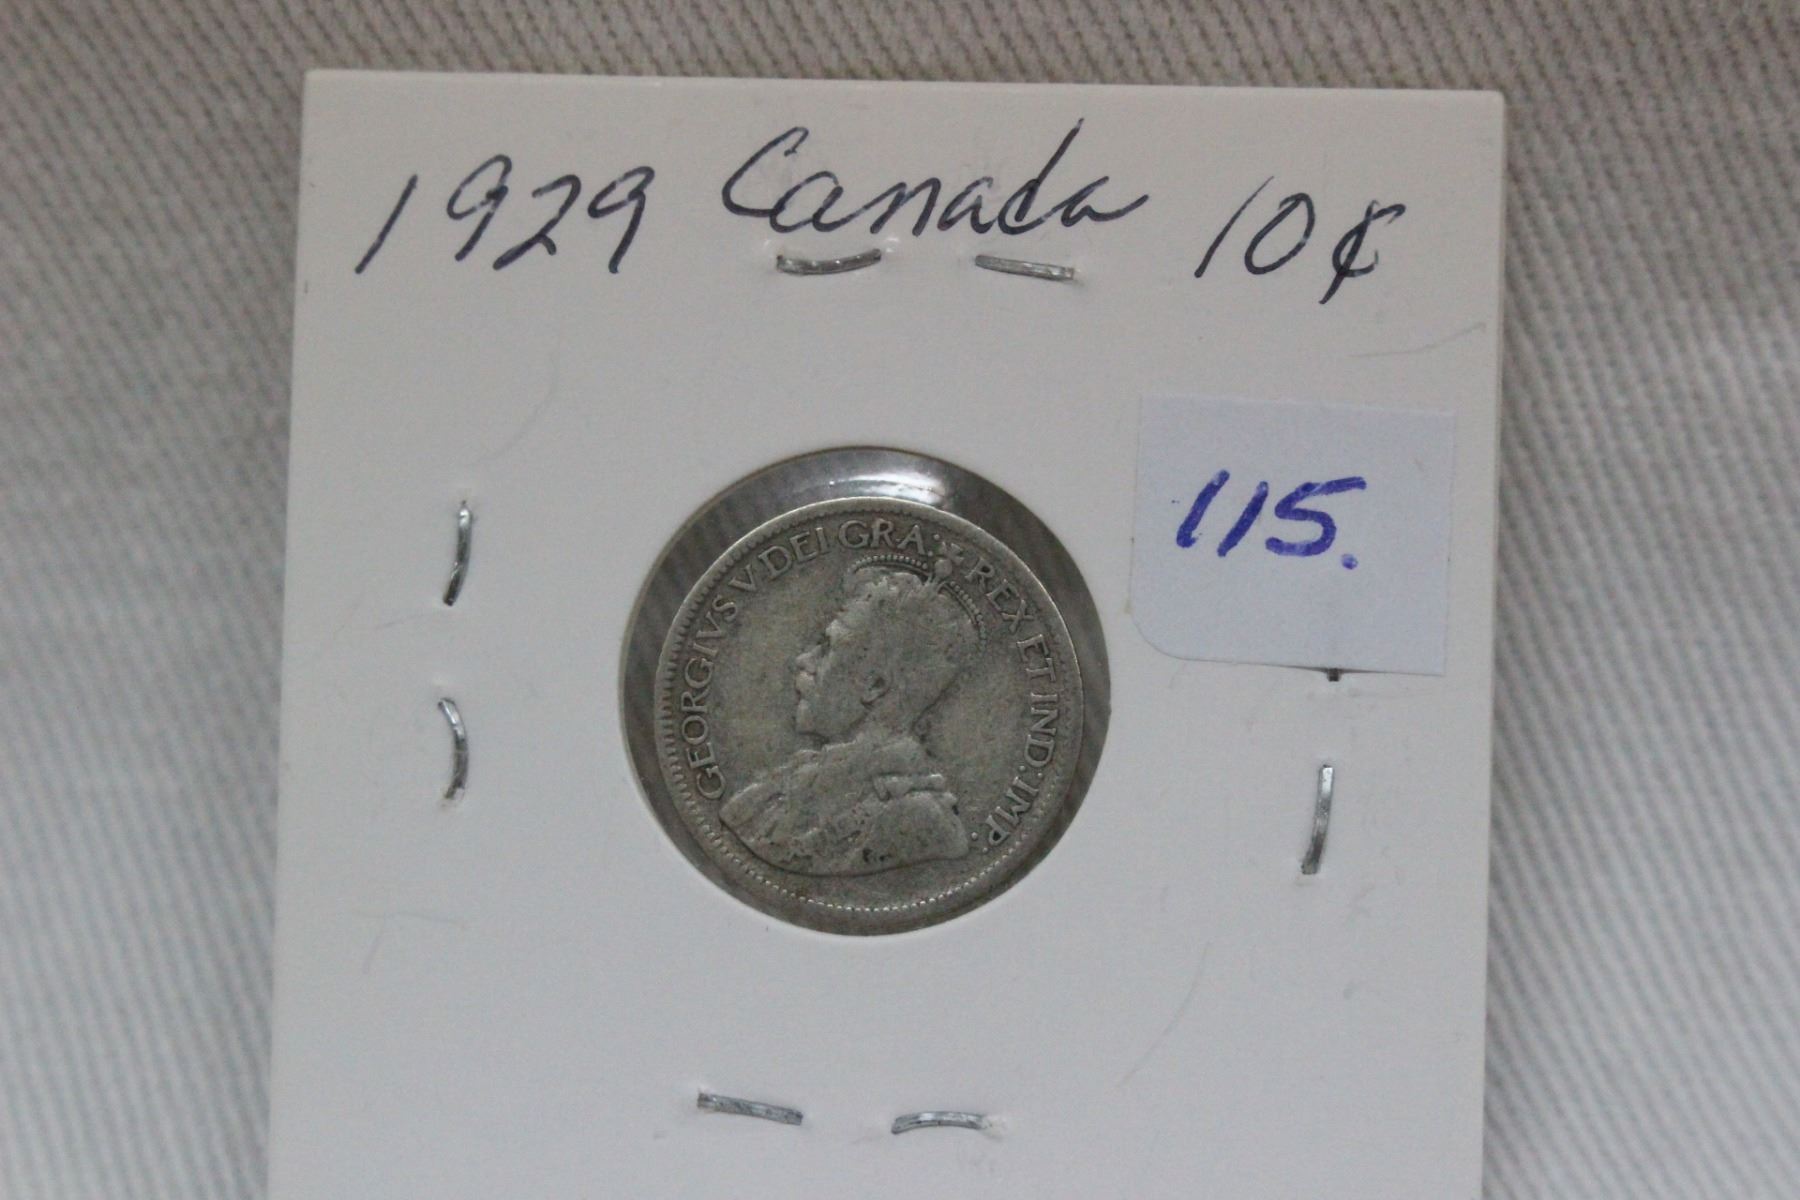 1929 Canada 10¢
115.
GEORGIVS V DEI GRA: REX ET IND: IMP: